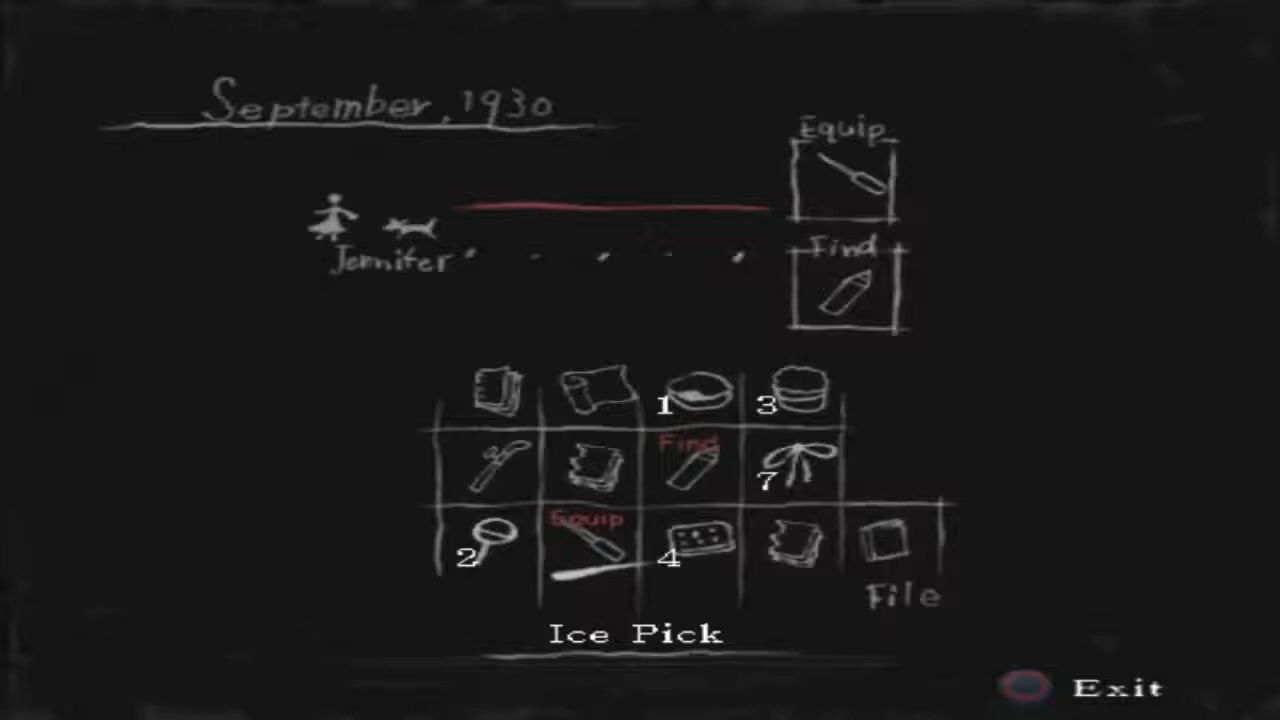 September, 1930
Equip
Find
Jennifer
1
3
Find
7
Equip
2
4
File
Ice Pick
Exit